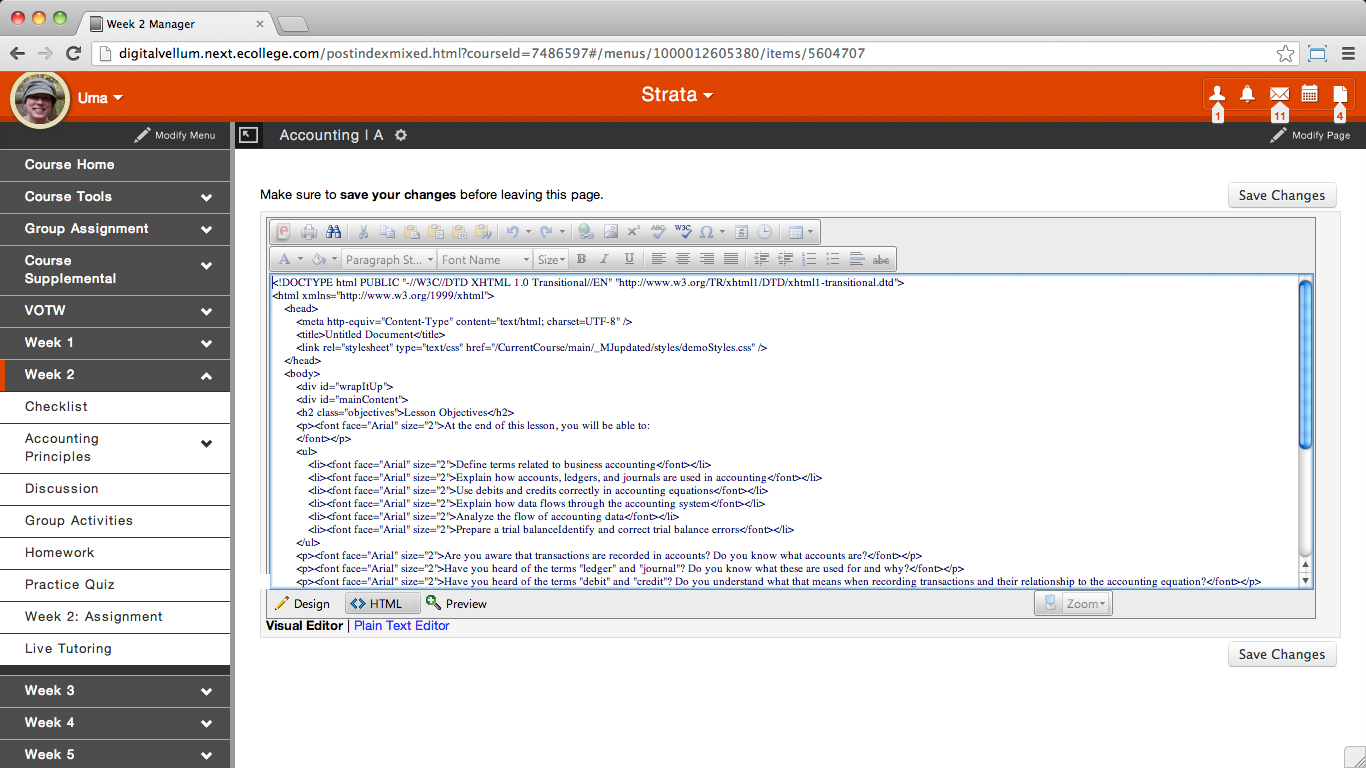 Week 2 Manager
digitalvellum.next.ecollege.com/postindexmixed.html?courseId=7486597#/menus/1000012605380/items/5604707
Uma
Strata
1
11
4
Modify Menu
Accounting I A
Modify Page
Course Home
Course Tools
Group Assignment
Course
Supplemental
VOTW
Week 1
Week 2
Checklist
Accounting
Principles
Discussion
Group Activities
Homework
Practice Quiz
Week 2: Assignment
Live Tutoring
Week 3
Week 4
Week 5
Make sure to save your changes before leaving this page.
Save Changes
ABC
W3C
A Paragraph St... Font Name Size B I U abc
<!DOCTYPE html PUBLIC "-//W3C//DTD XHTML 1.0 Transitional//EN" "http://www.w3.org/TR/xhtml1/DTD/xhtml1-transitional.dtd">
<html xmlns="http://www.w3.org/1999/xhtml">
<head>
<meta http-equiv="Content-Type" content="text/html; charset=UTF-8" />
<title>Untitled Document</title>
<link rel="stylesheet" type="text/css" href="/CurrentCourse/main/_MJupdated/styles/demoStyles.css" />
</head>
<body>
<div id="wrapItUp">
<div id="mainContent">
<h2 class="objectives">Lesson Objectives</h2>
<p><font face="Arial" size="2">At the end of this lesson, you will be able to:
</font></p>
<ul>
<li><font face="Arial" size="2">Define terms related to business accounting</font></li>
<li><font face="Arial" size="2">Explain how accounts, ledgers, and journals are used in accounting</font></li>
<li><font face="Arial" size="2">Use debits and credits correctly in accounting equations</font></li>
<li><font face="Arial" size="2">Explain how data flows through the accounting system</font></li>
<li><font face="Arial" size="2">Analyze the flow of accounting data</font></li>
<li><font face="Arial" size="2">Prepare a trial balanceIdentify and correct trial balance errors</font></li>
</ul>
<p><font face="Arial" size="2">Are you aware that transactions are recorded in accounts? Do you know what accounts are?</font></p>
<p><font face="Arial" size="2">Have you heard of the terms "ledger" and "journal"? Do you know what these are used for and why?</font></p>
<p><font face="Arial" size="2">Have you heard of the terms "debit" and "credit"? Do you understand what that means when recording transactions and their relationship to the accounting equation?</font></p>
Design HTML Preview Zoom
Visual Editor | Plain Text Editor
Save Changes